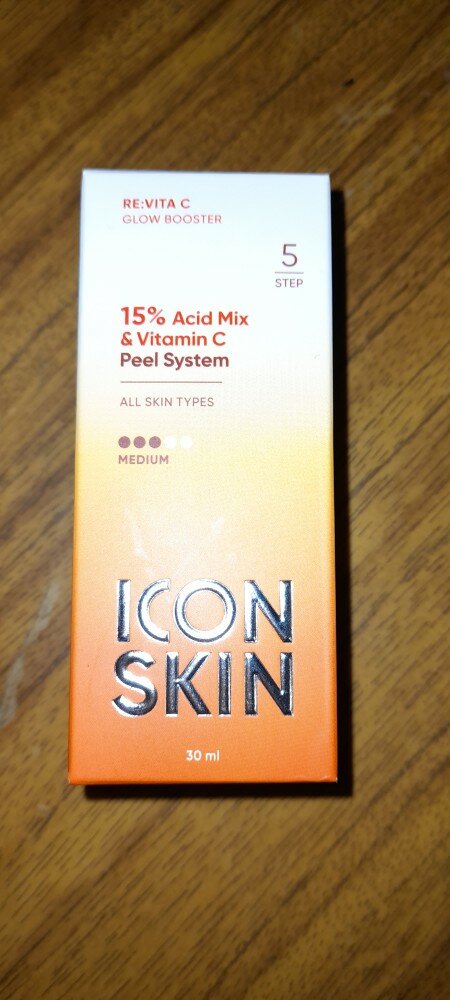 RE:VITA C
GLOW BOOSTER
5
STEP
15% Acid Mix
& Vitamin C
Peel System
ALL SKIN TYPES
MEDIUM
ICON
SKIN
30 ml